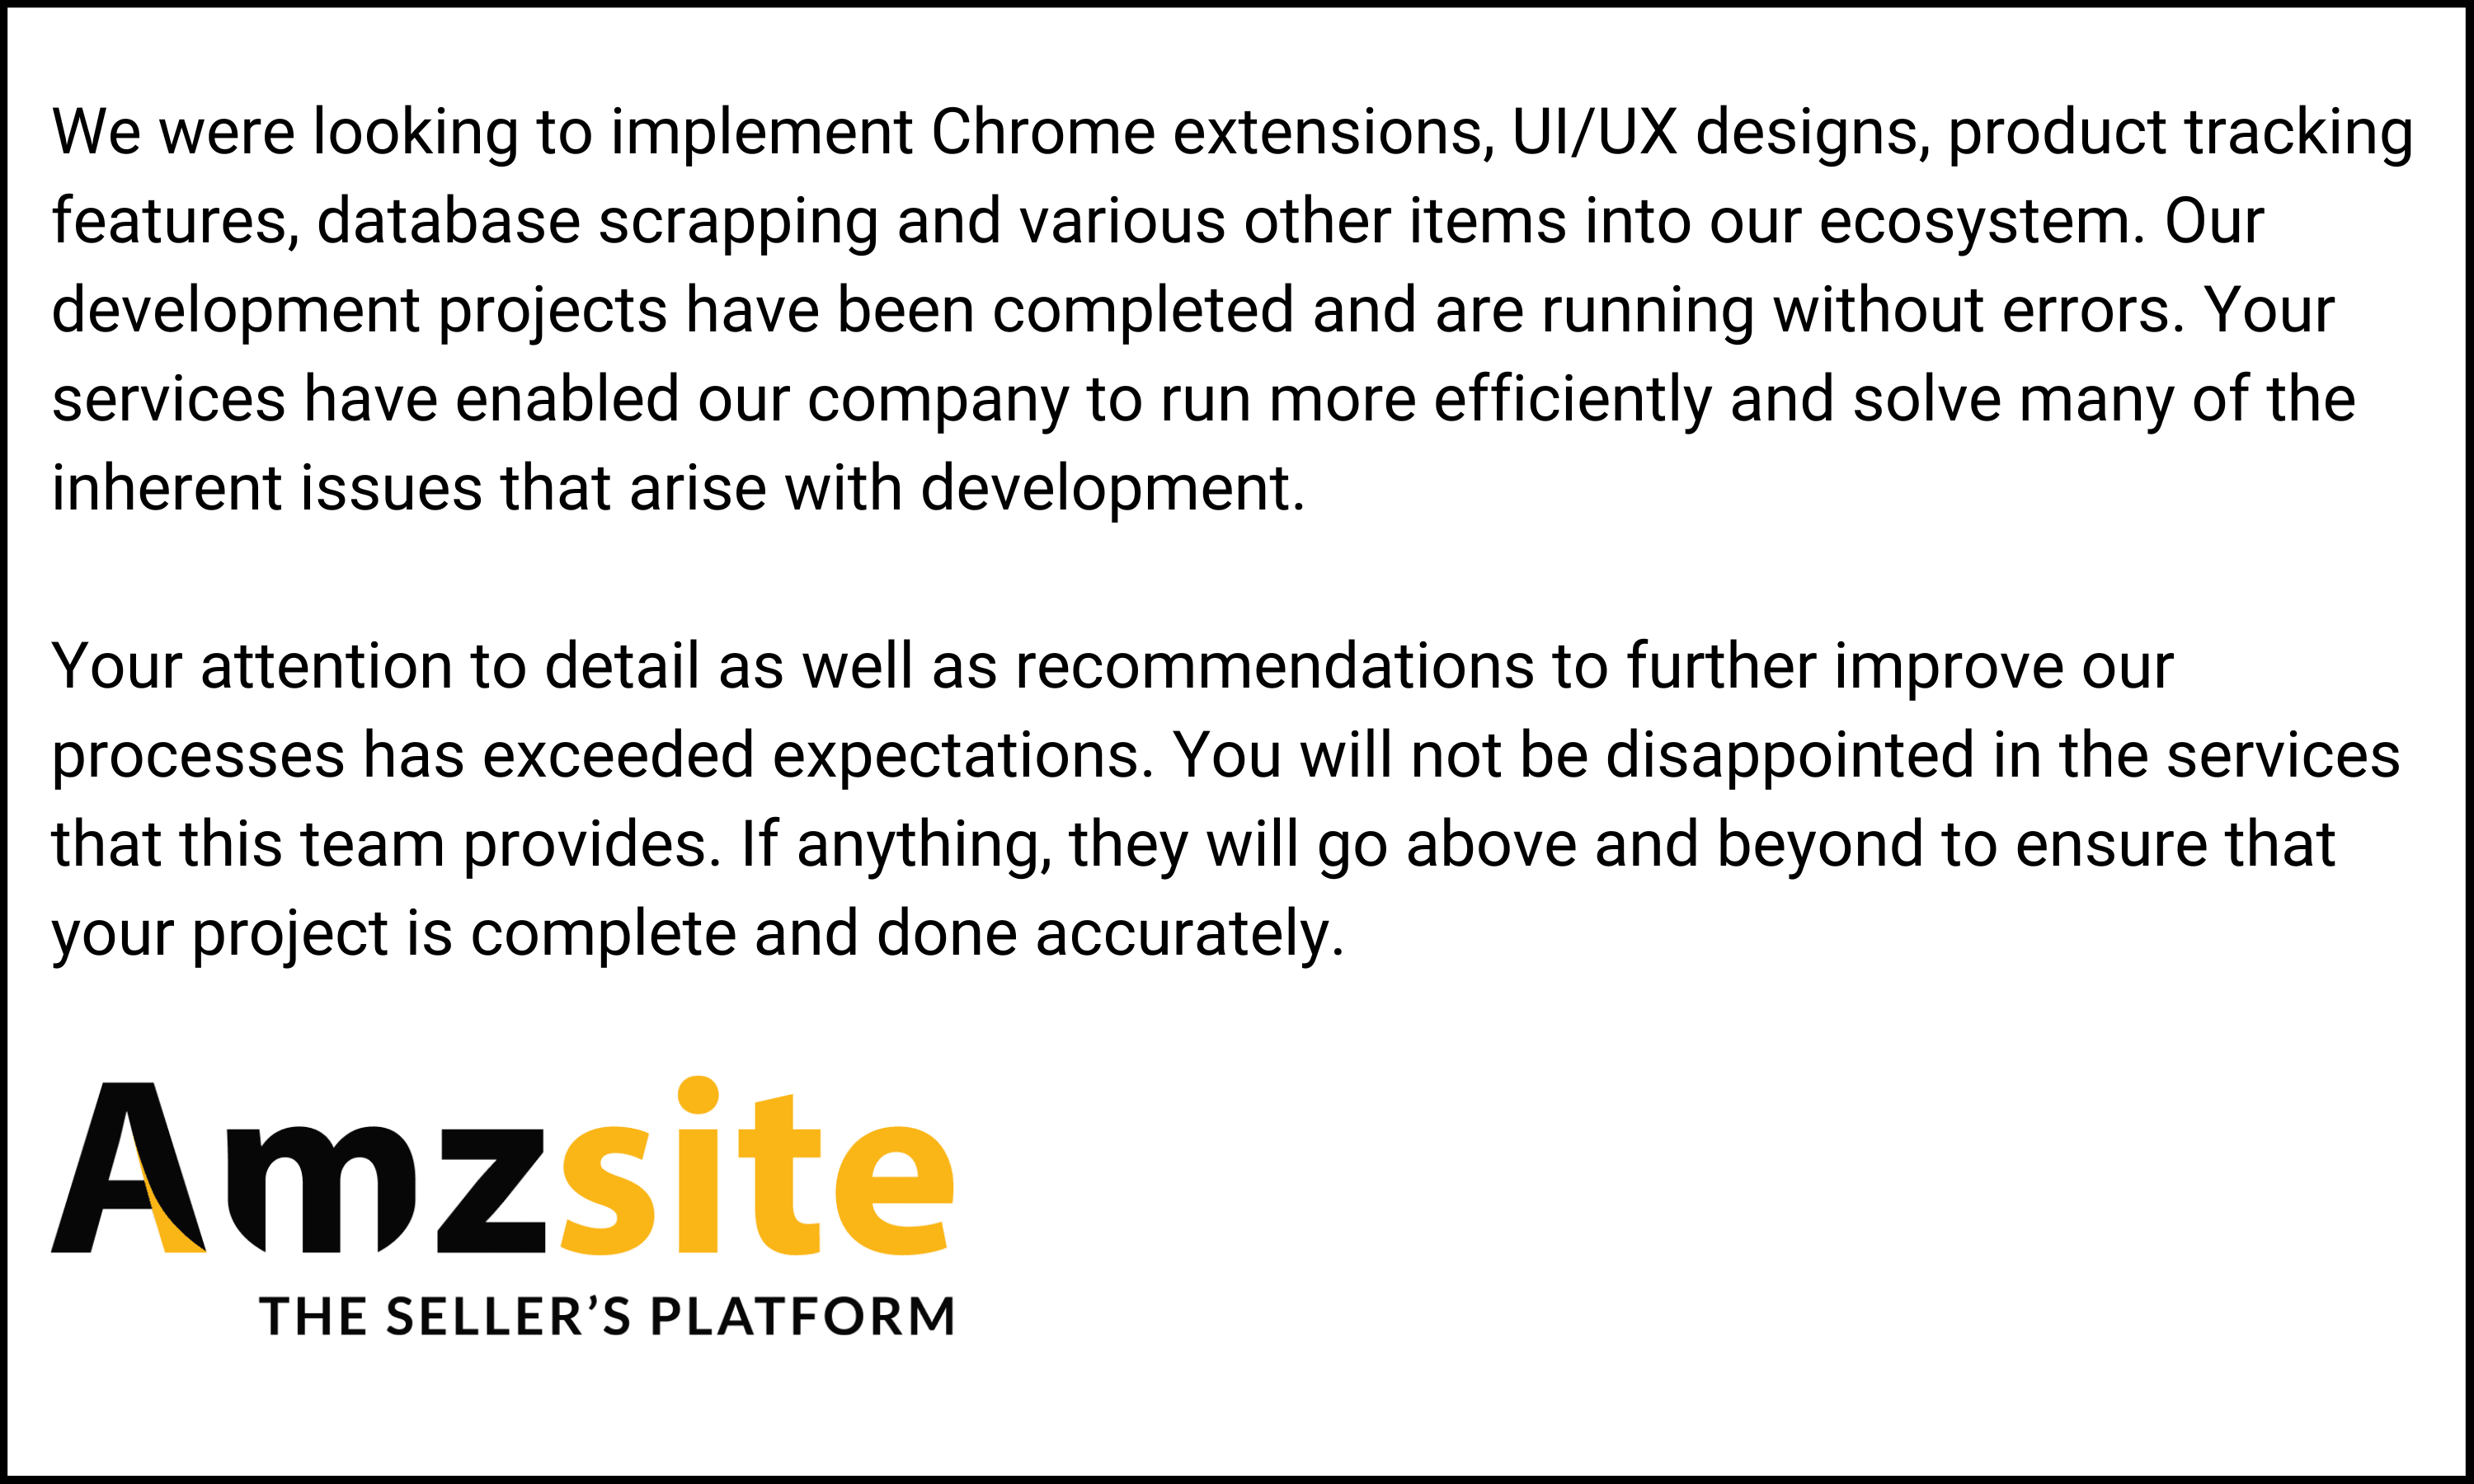 We were looking to implement Chrome extensions, UI/UX designs, product tracking
features, database scrapping and various other items into our ecosystem. Our
development projects have been completed and are running without errors. Your
services have enabled our company to run more efficiently and solve many of the
inherent issues that arise with development.
Your attention to detail as well as recommendations to further improve our
processes has exceeded expectations. You will not be disappointed in the services
that this team provides. If anything, they will go above and beyond to ensure that
your project is complete and done accurately.
Amzsite
THE SELLER’S PLATFORM